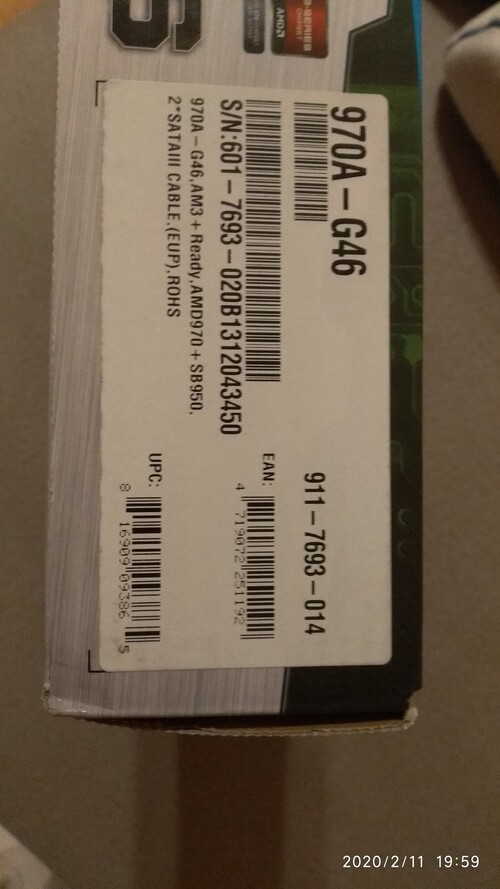 AMD
970A-G46
911-7693-014
S/N:601-7693-020B1312043450
EAN:
4 719072 251192
970A-G46,AM3+Ready,AMD970+SB950,
2*SATAIII CABLE,(EUP),ROHS
UPC:
8 16909 09386 5
2020/2/11 19:59